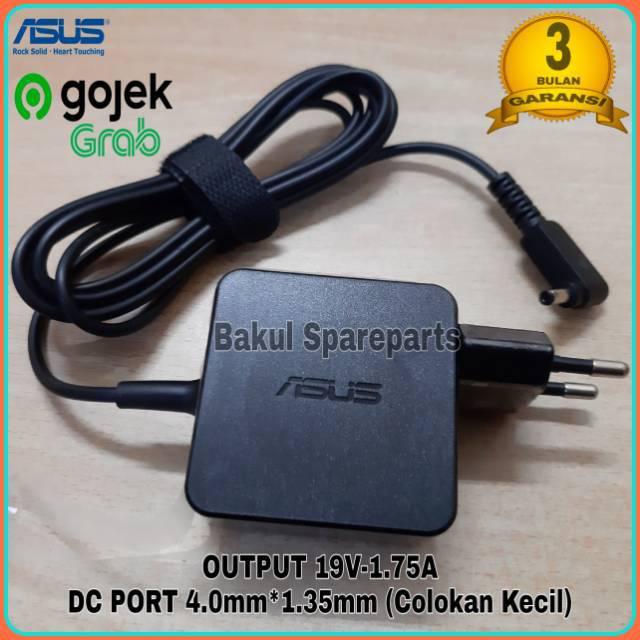 ASUS
Rock Solid · Heart Touching
gojek
Grab
3
BULAN
GARANSI
Bakul Spareparts
ASUS
OUTPUT 19V-1.75A
DC PORT 4.0mm*1.35mm (Colokan Kecil)